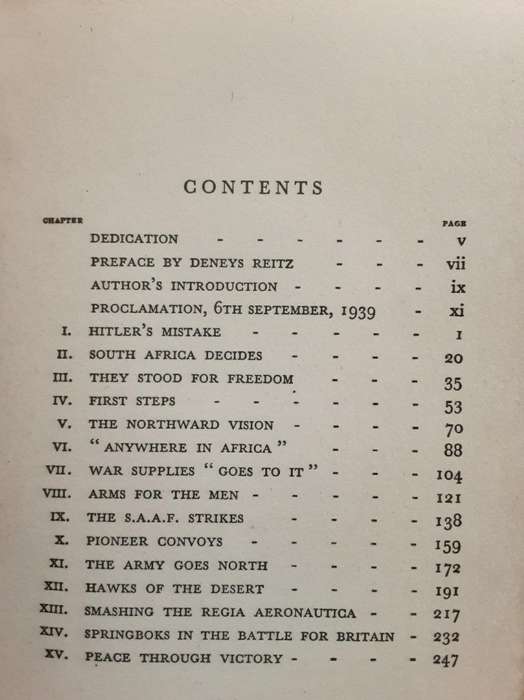 CONTENTS
CHAPTER PAGE
DEDICATION - - - - - - v
PREFACE BY DENEYS REITZ - - - vii
AUTHOR'S INTRODUCTION - - - - ix
PROCLAMATION, 6TH SEPTEMBER, 1939 - xi
I. HITLER'S MISTAKE - - - - - 1
II. SOUTH AFRICA DECIDES - - - - 20
III. THEY STOOD FOR FREEDOM - - - - 35
IV. FIRST STEPS - - - - - - 53
V. THE NORTHWARD VISION - - - - 70
VI. "ANYWHERE IN AFRICA" - - - - 88
VII. WAR SUPPLIES "GOES TO IT" - - - 104
VIII. ARMS FOR THE MEN - - - - - 121
IX. THE S.A.A.F. STRIKES - - - - 138
X. PIONEER CONVOYS - - - - - 159
XI. THE ARMY GOES NORTH - - - - 172
XII. HAWKS OF THE DESERT - - - - 191
XIII. SMASHING THE REGIA AERONAUTICA - - 217
XIV. SPRINGBOKS IN THE BATTLE FOR BRITAIN - 232
XV. PEACE THROUGH VICTORY - - - - 247